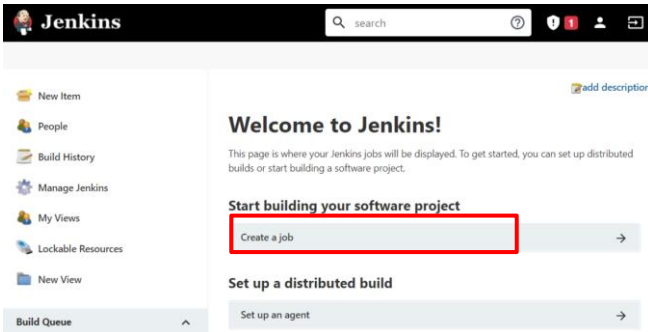 Jenkins
search
1
add description
New Item
People
Build History
Manage Jenkins
My Views
Lockable Resources
New View
Build Queue
Welcome to Jenkins!
This page is where your Jenkins jobs will be displayed. To get started, you can set up distributed
builds or start building a software project.
Start building your software project
Create a job
Set up a distributed build
Set up an agent